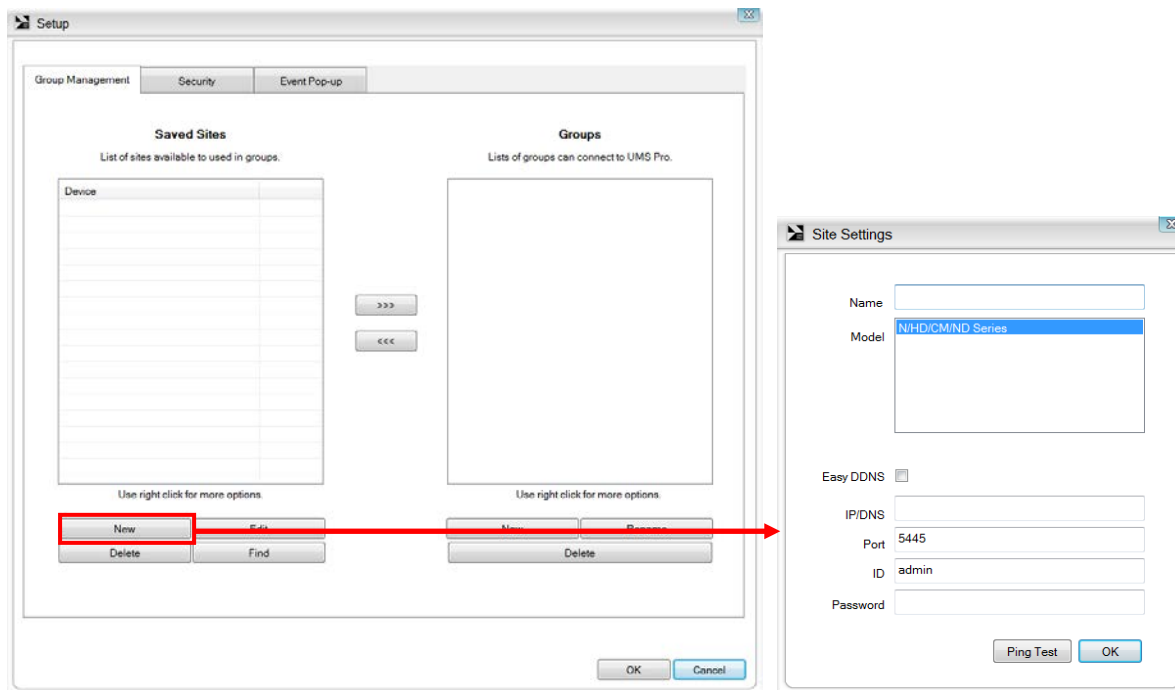 Setup
Group Management Security Event Pop-up
Saved Sites
List of sites available to used in groups.
Device
Use right click for more options.
New Edit
Delete Find
>>>
<<<
Groups
Lists of groups can connect to UMS Pro.
Use right click for more options.
New Rename
Delete
OK Cancel
Site Settings
Name
Model N/HD/CM/ND Series
Easy DDNS
IP/DNS
Port 5445
ID admin
Password
Ping Test OK